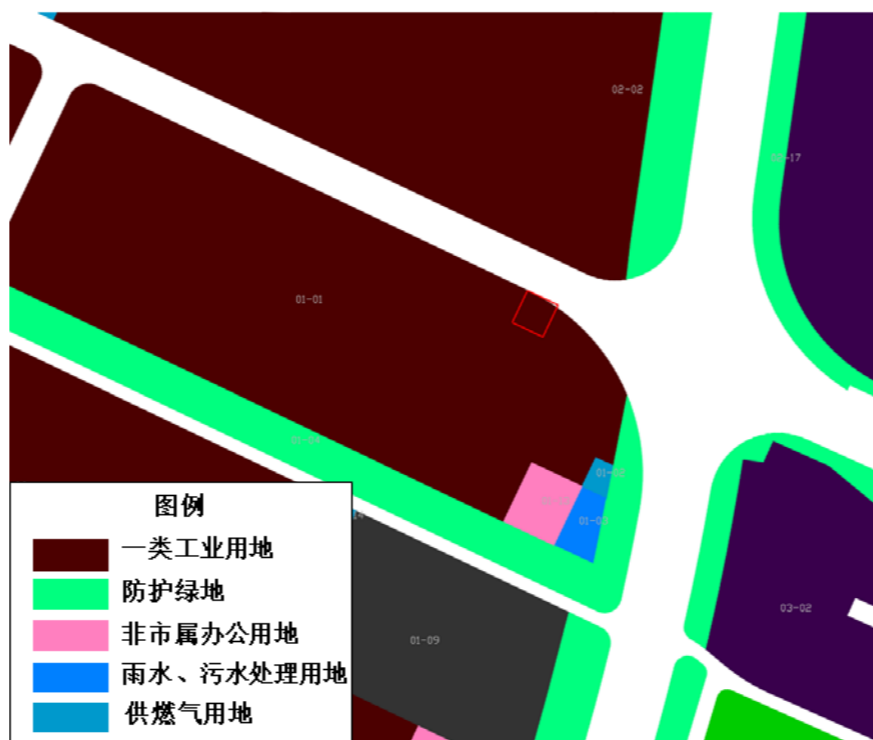 02-02
02-17
01-01
01-02
01-03
03-02
01-09
图例
一类工业用地
防护绿地
非市属办公用地
雨水、污水处理用地
供燃气用地